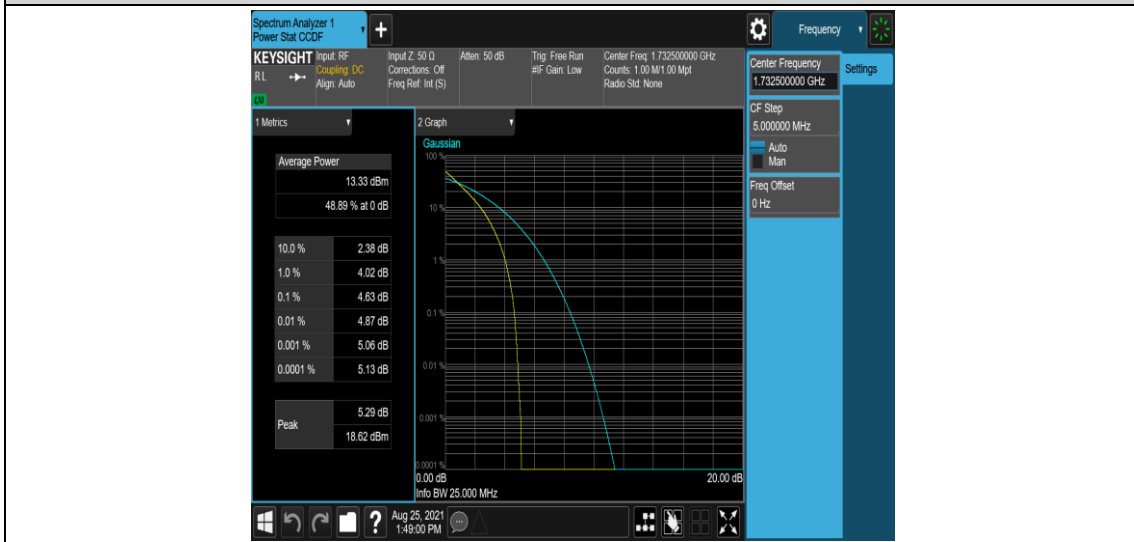 Spectrum Analyzer 1
Power Stat CCDF
+
Frequency
KEYSIGHT
RL
Input: RF
Coupling: DC
Align: Auto
Input Z: 50 Ω
Corrections: Off
Freq Ref: Int (S)
Atten: 50 dB
Trig: Free Run
#IF Gain: Low
Center Freq: 1.732500000 GHz
Counts: 1.00 M/1.00 Mpt
Radio Std: None
Center Frequency
1.732500000 GHz
Settings
CF Step
5.000000 MHz
Auto
Man
Freq Offset
0 Hz
1 Metrics
Average Power
13.33 dBm
48.89 % at 0 dB
10.0 % 2.38 dB
1.0 % 4.02 dB
0.1 % 4.63 dB
0.01 % 4.87 dB
0.001 % 5.06 dB
0.0001 % 5.13 dB
Peak
5.29 dB
18.62 dBm
2 Graph
Gaussian
100 %
10 %
1 %
0.1 %
0.01 %
0.001 %
0.0001 %
0.00 dB
20.00 dB
Info BW 25.000 MHz
?
Aug 25, 2021
1:49:00 PM